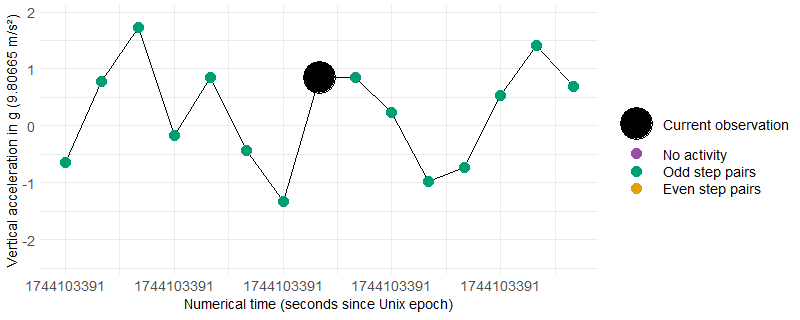 Vertical acceleration in g (9.80665 m/s²)
2
1
0
-1
-2
1744103391 1744103391 1744103391 1744103391 1744103391
Numerical time (seconds since Unix epoch)
Current observation
No activity
Odd step pairs
Even step pairs